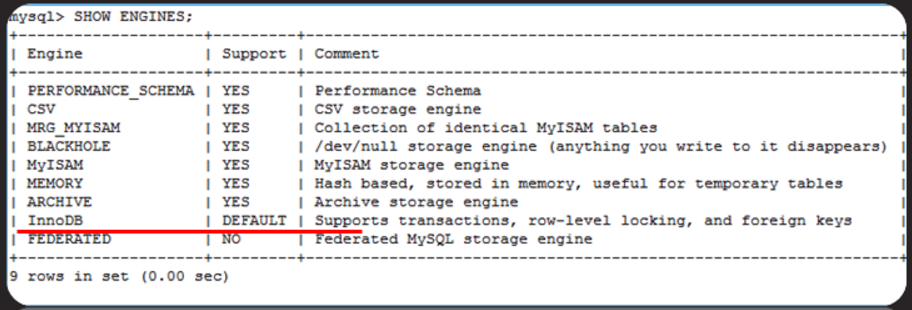 mysql> SHOW ENGINES;
+--------------------+---------+----------------------------------------------------------------+
| Engine             | Support | Comment                                                        |
+--------------------+---------+----------------------------------------------------------------+
| PERFORMANCE_SCHEMA | YES     | Performance Schema                                             |
| CSV                | YES     | CSV storage engine                                             |
| MRG_MYISAM         | YES     | Collection of identical MyISAM tables                          |
| BLACKHOLE          | YES     | /dev/null storage engine (anything you write to it disappears) |
| MyISAM             | YES     | MyISAM storage engine                                          |
| MEMORY             | YES     | Hash based, stored in memory, useful for temporary tables      |
| ARCHIVE            | YES     | Archive storage engine                                         |
| InnoDB             | DEFAULT | Supports transactions, row-level locking, and foreign keys     |
| FEDERATED          | NO      | Federated MySQL storage engine                                 |
+--------------------+---------+----------------------------------------------------------------+
9 rows in set (0.00 sec)